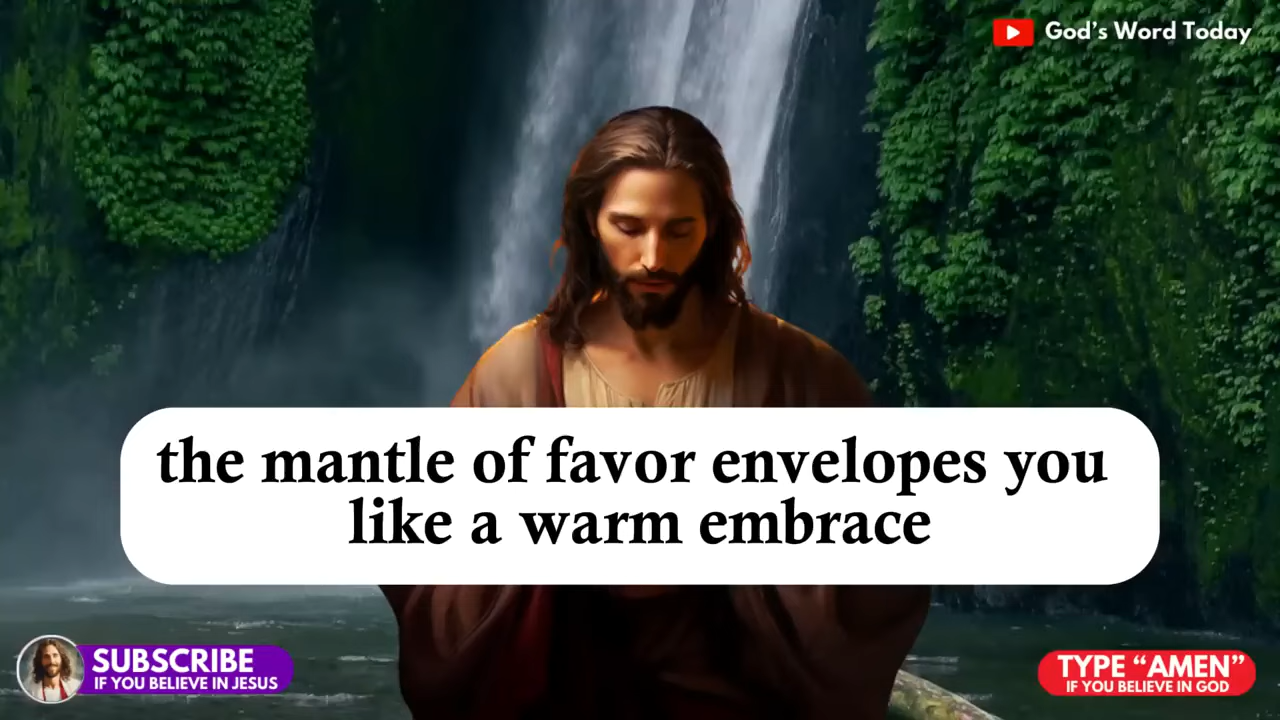 God's Word Today
the mantle of favor envelopes you
like a warm embrace
SUBSCRIBE
IF YOU BELIEVE IN JESUS
TYPE “AMEN”
IF YOU BELIEVE IN GOD